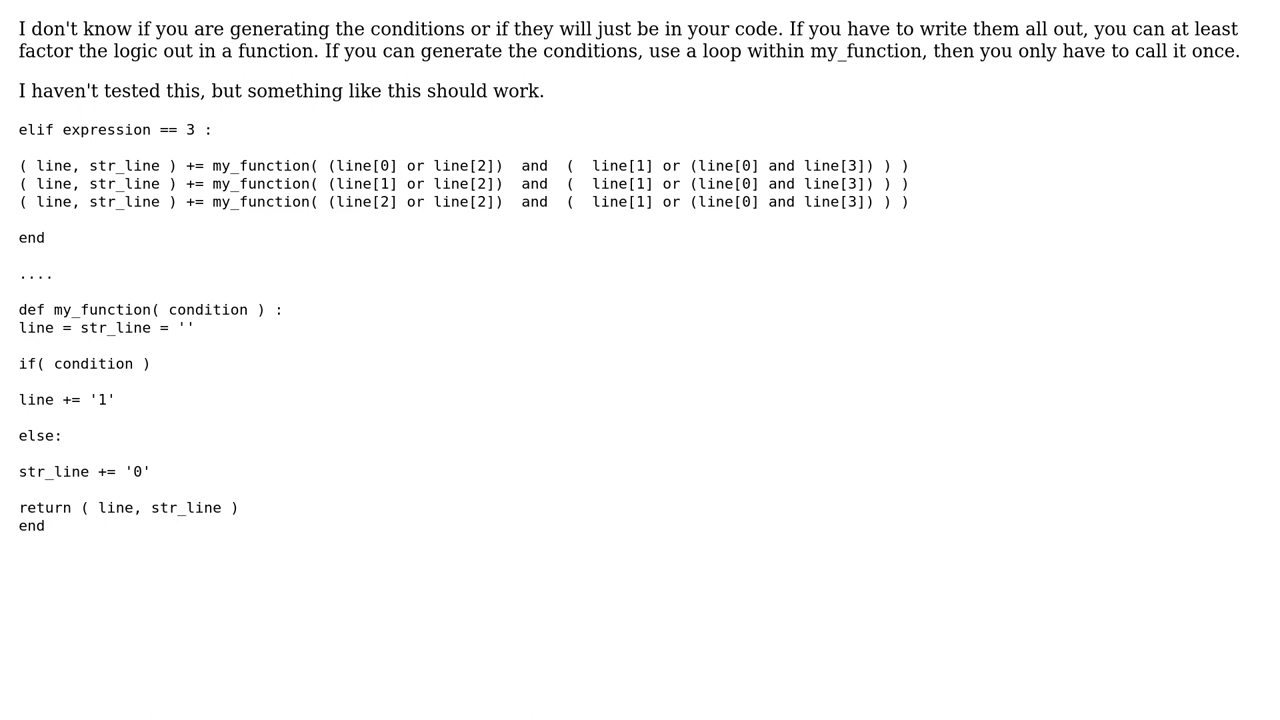 I don't know if you are generating the conditions or if they will just be in your code. If you have to write them all out, you can at least
factor the logic out in a function. If you can generate the conditions, use a loop within my_function, then you only have to call it once.
I haven't tested this, but something like this should work.
elif expression == 3 :
( line, str_line ) += my_function( (line[0] or line[2])  and  (  line[1] or (line[0] and line[3]) ) )
( line, str_line ) += my_function( (line[1] or line[2])  and  (  line[1] or (line[0] and line[3]) ) )
( line, str_line ) += my_function( (line[2] or line[2])  and  (  line[1] or (line[0] and line[3]) ) )
end
....
def my_function( condition ) :
line = str_line = ''
if( condition )
line += '1'
else:
str_line += '0'
return ( line, str_line )
end